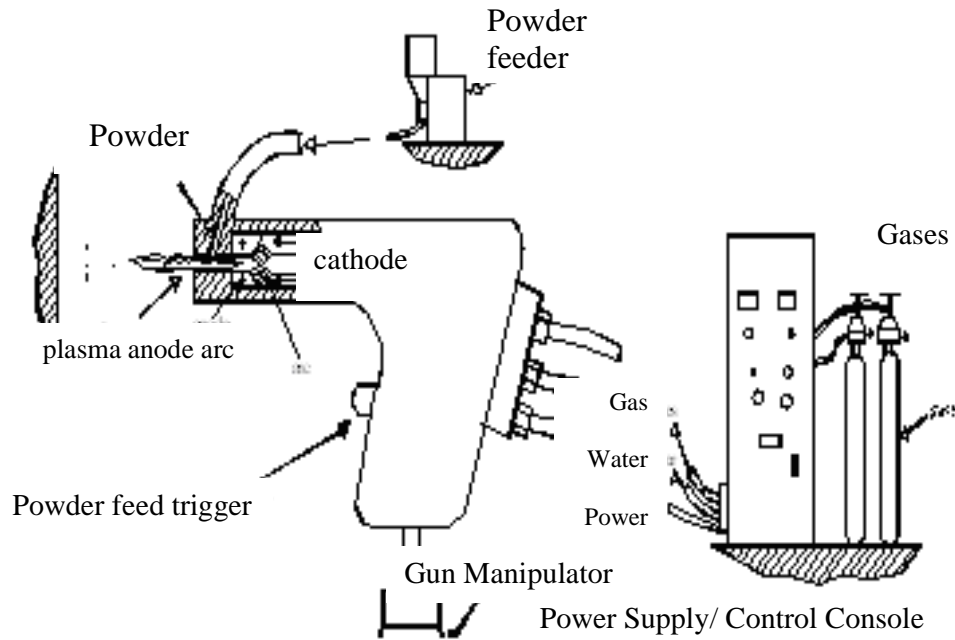 Powder
feeder
Powder
Gases
cathode
plasma anode arc
Gas
Water
Powder feed trigger
Power
Gun Manipulator
Power Supply/ Control Console